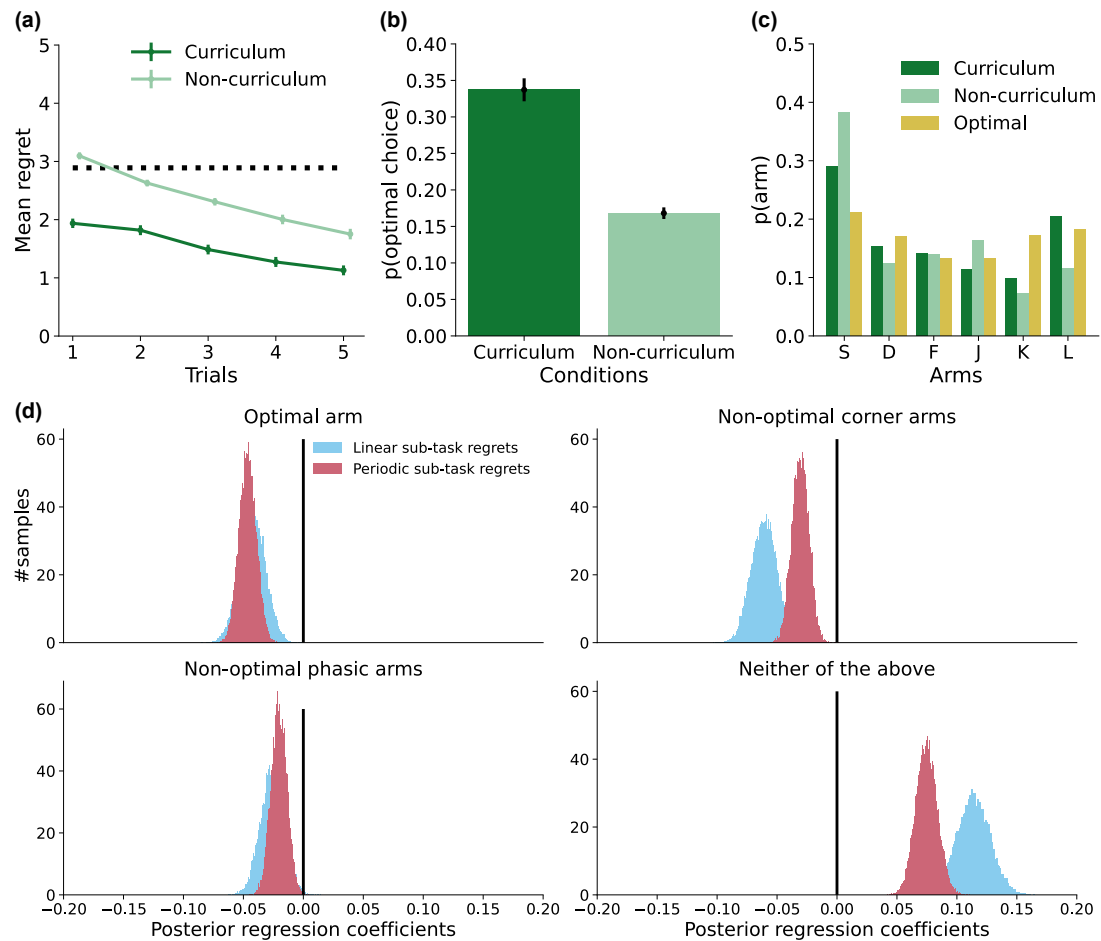 (a)
Curriculum
Non-curriculum
Mean regret
5
4
3
2
1
0
1 2 3 4 5
Trials
(b)
p(optimal choice)
0.40
0.35
0.30
0.25
0.20
0.15
0.10
0.05
0.00
Curriculum Non-curriculum
Conditions
(c)
Curriculum
Non-curriculum
Optimal
p(arm)
0.5
0.4
0.3
0.2
0.1
0.0
S D F J K L
Arms
(d)
Optimal arm
Linear sub-task regrets
Periodic sub-task regrets
#samples
60
40
20
0
Non-optimal corner arms
60
40
20
0
Non-optimal phasic arms
60
40
20
0
−0.20 −0.15 −0.10 −0.05 0.00 0.05 0.10 0.15 0.20
Posterior regression coefficients
Neither of the above
60
40
20
0
−0.20 −0.15 −0.10 −0.05 0.00 0.05 0.10 0.15 0.20
Posterior regression coefficients